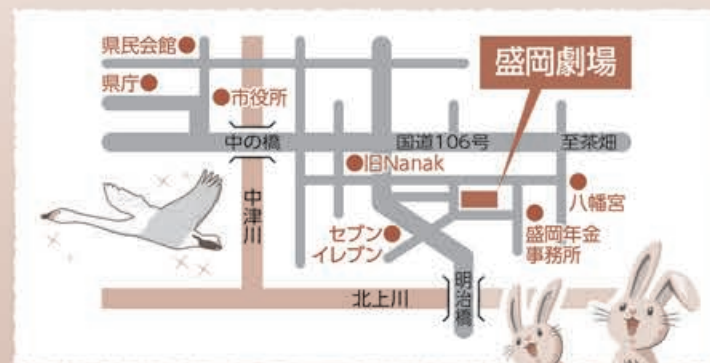 県民会館
県庁
市役所
盛岡劇場
中の橋
国道106号
至茶畑
旧Nanak
中津川
八幡宮
セブン
イレブン
盛岡年金
事務所
北上川
明治橋